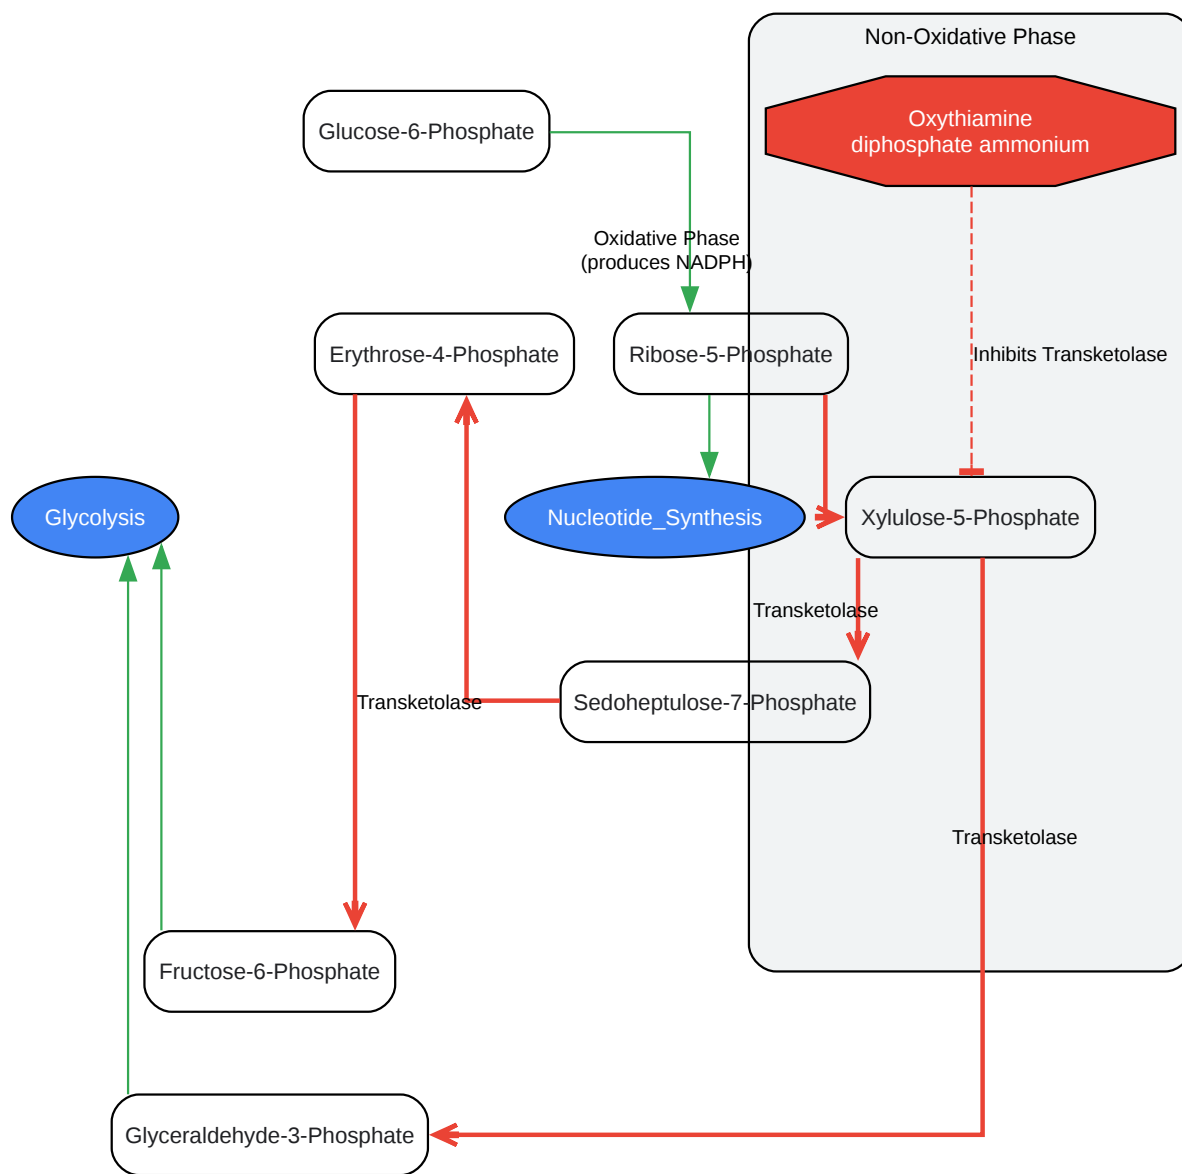 Non-Oxidative Phase
Glucose-6-Phosphate
Oxythiamine
diphosphate ammonium
Oxidative Phase
(produces NADPH)
Erythrose-4-Phosphate
Ribose-5-Phosphate
Inhibits Transketolase
Glycolysis
Nucleotide_Synthesis
Xylulose-5-Phosphate
Transketolase
Transketolase
Sedoheptulose-7-Phosphate
Transketolase
Fructose-6-Phosphate
Glyceraldehyde-3-Phosphate